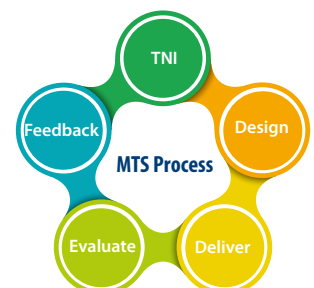 TNI
Design
Deliver
Evaluate
Feedback
MTS Process